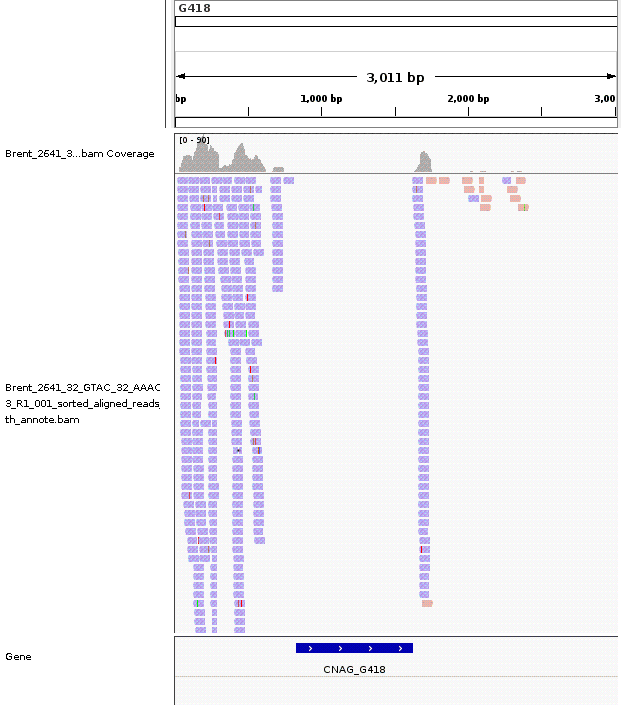 G418
3,011 bp
bp
1,000 bp
2,000 bp
3,00
[0 - 90]
Brent_2641_3...bam Coverage
Brent_2641_32_GTAC_32_AAAC
3_R1_001_sorted_aligned_reads_
th_annote.bam
Gene
CNAG_G418